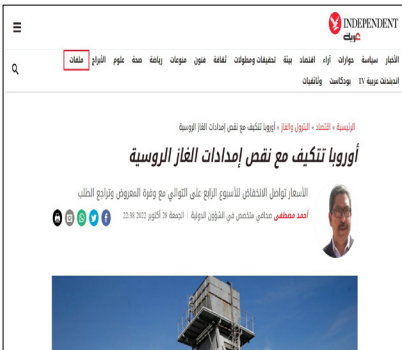 INDEPENDENT
عربية
الأخبار سياسة حوارات آراء اقتصاد بيئة تحقيقات ومطولات ثقافة فنون منوعات رياضة صحة علوم الأبراج ملفات
اندبندنت عربية TV بودكاست وثائقيات
الرئيسية » اقتصاد » البترول والغاز » أوروبا تتكيف مع نقص إمدادات الغاز الروسية
أوروبا تتكيف مع نقص إمدادات الغاز الروسية
الأسعار تواصل الانخفاض للأسبوع الرابع على التوالي مع وفرة المعروض وتراجع الطلب
أحمد مصطفى صحافي متخصص في الشؤون الدولية | الجمعة 28 أكتوبر 2022 22:38